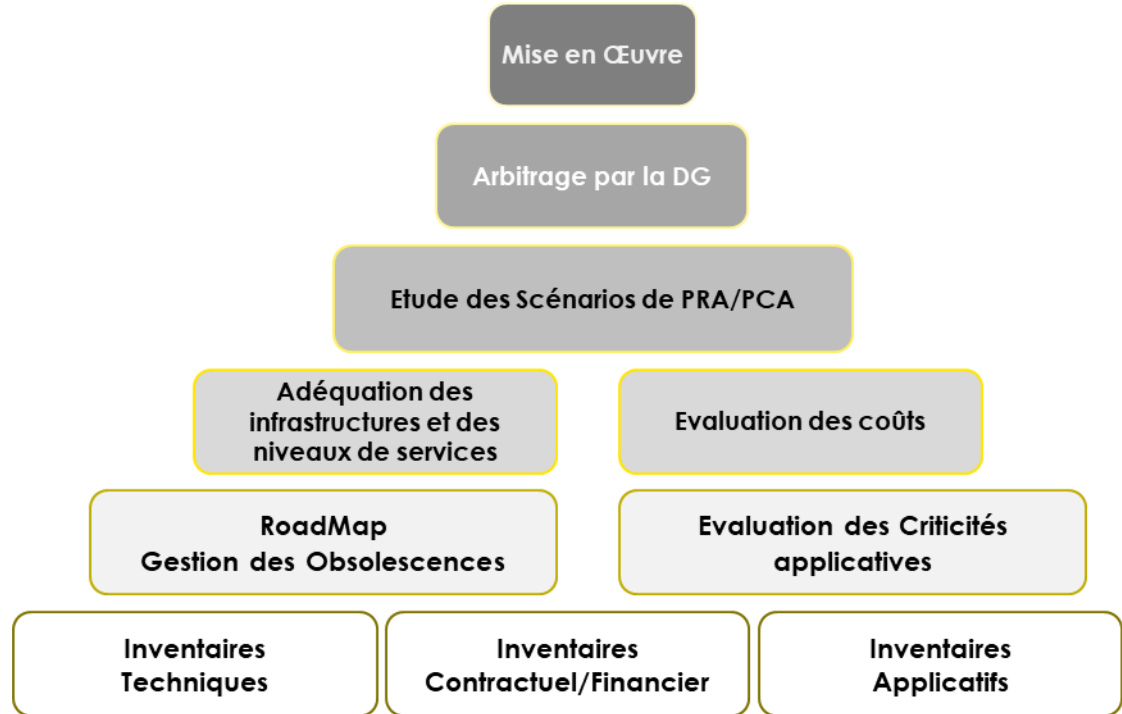 Mise en Œuvre
Arbitrage par la DG
Etude des Scénarios de PRA/PCA
Adéquation des
infrastructures et des
niveaux de services
Evaluation des coûts
RoadMap
Gestion des Obsolescences
Evaluation des Criticités
applicatives
Inventaires
Techniques
Inventaires
Contractuel/Financier
Inventaires
Applicatifs